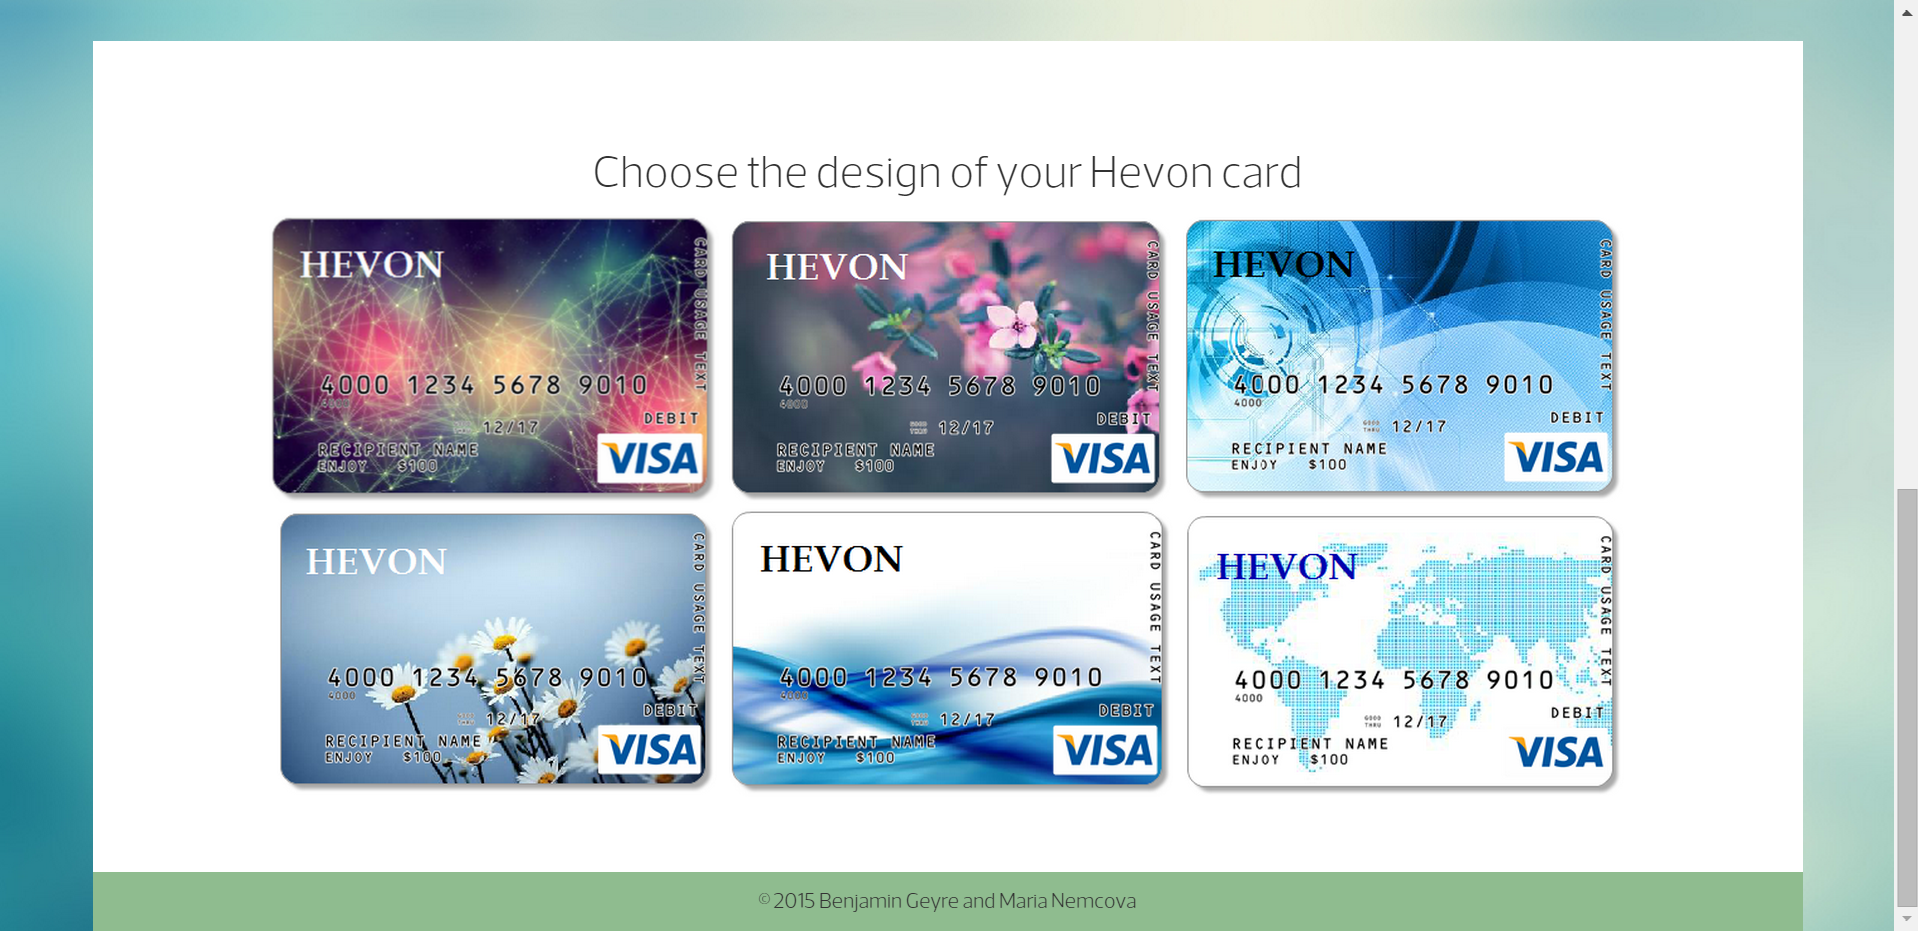 Choose the design of your Hevon card
HEVON
CARD USAGE TEXT
4000 1234 5678 9010
4000
DEBIT
12/17
RECIPIENT NAME
ENJOY $100
VISA
HEVON
CARD USAGE TEXT
4000 1234 5678 9010
4000
DEBIT
GOOD THRU 12/17
RECIPIENT NAME
ENJOY $100
VISA
HEVON
CARD USAGE TEXT
4000 1234 5678 9010
4000
DEBIT
GOOD THRU 12/17
RECIPIENT NAME
ENJOY $100
VISA
HEVON
CARD USAGE TEXT
4000 1234 5678 9010
4000
DEBIT
GOOD THRU 12/17
RECIPIENT NAME
ENJOY $100
VISA
HEVON
CARD USAGE TEXT
4000 1234 5678 9010
4000
DEBIT
GOOD THRU 12/17
RECIPIENT NAME
ENJOY $100
VISA
HEVON
CARD USAGE TEXT
4000 1234 5678 9010
4000
DEBIT
GOOD THRU 12/17
RECIPIENT NAME
ENJOY $100
VISA
© 2015 Benjamin Geyre and Maria Nemcova